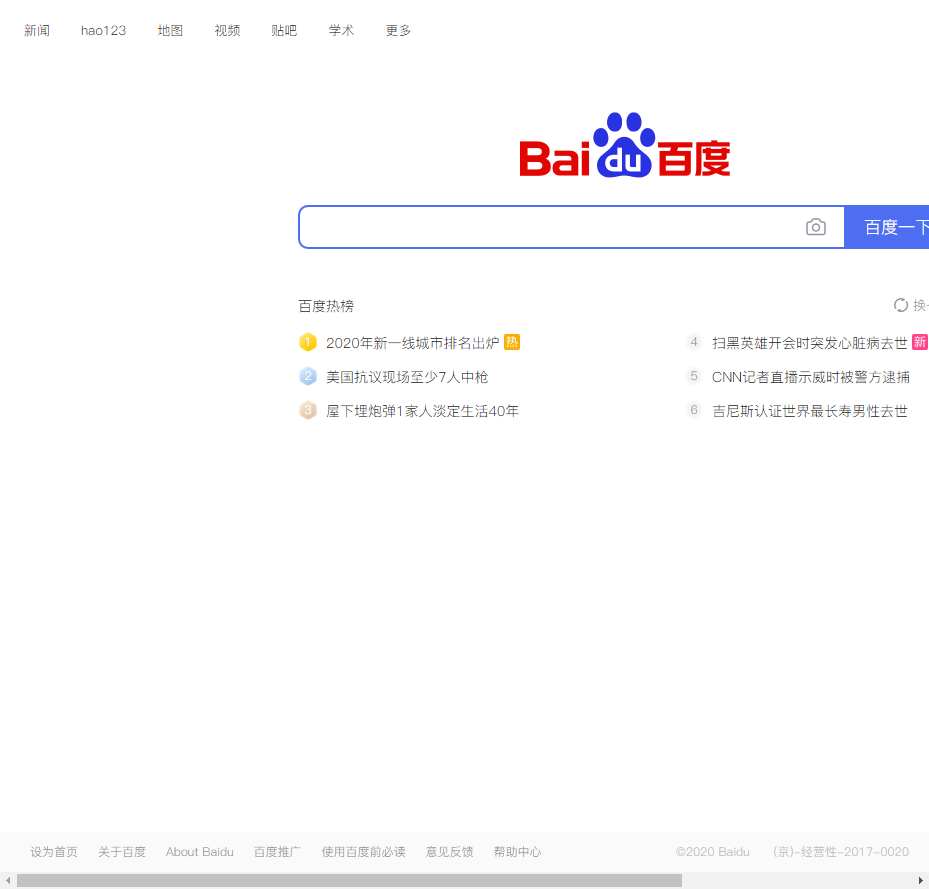 新闻 hao123 地图 视频 贴吧 学术 更多
Bai du 百度
百度一下
百度热榜 换一
1 2020年新一线城市排名出炉 热
2 美国抗议现场至少7人中枪
3 屋下埋炮弹1家人淡定生活40年
4 扫黑英雄开会时突发心脏病去世 新
5 CNN记者直播示威时被警方逮捕
6 吉尼斯认证世界最长寿男性去世
设为首页 关于百度 About Baidu 百度推广 使用百度前必读 意见反馈 帮助中心 ©2020 Baidu (京)-经营性-2017-0020